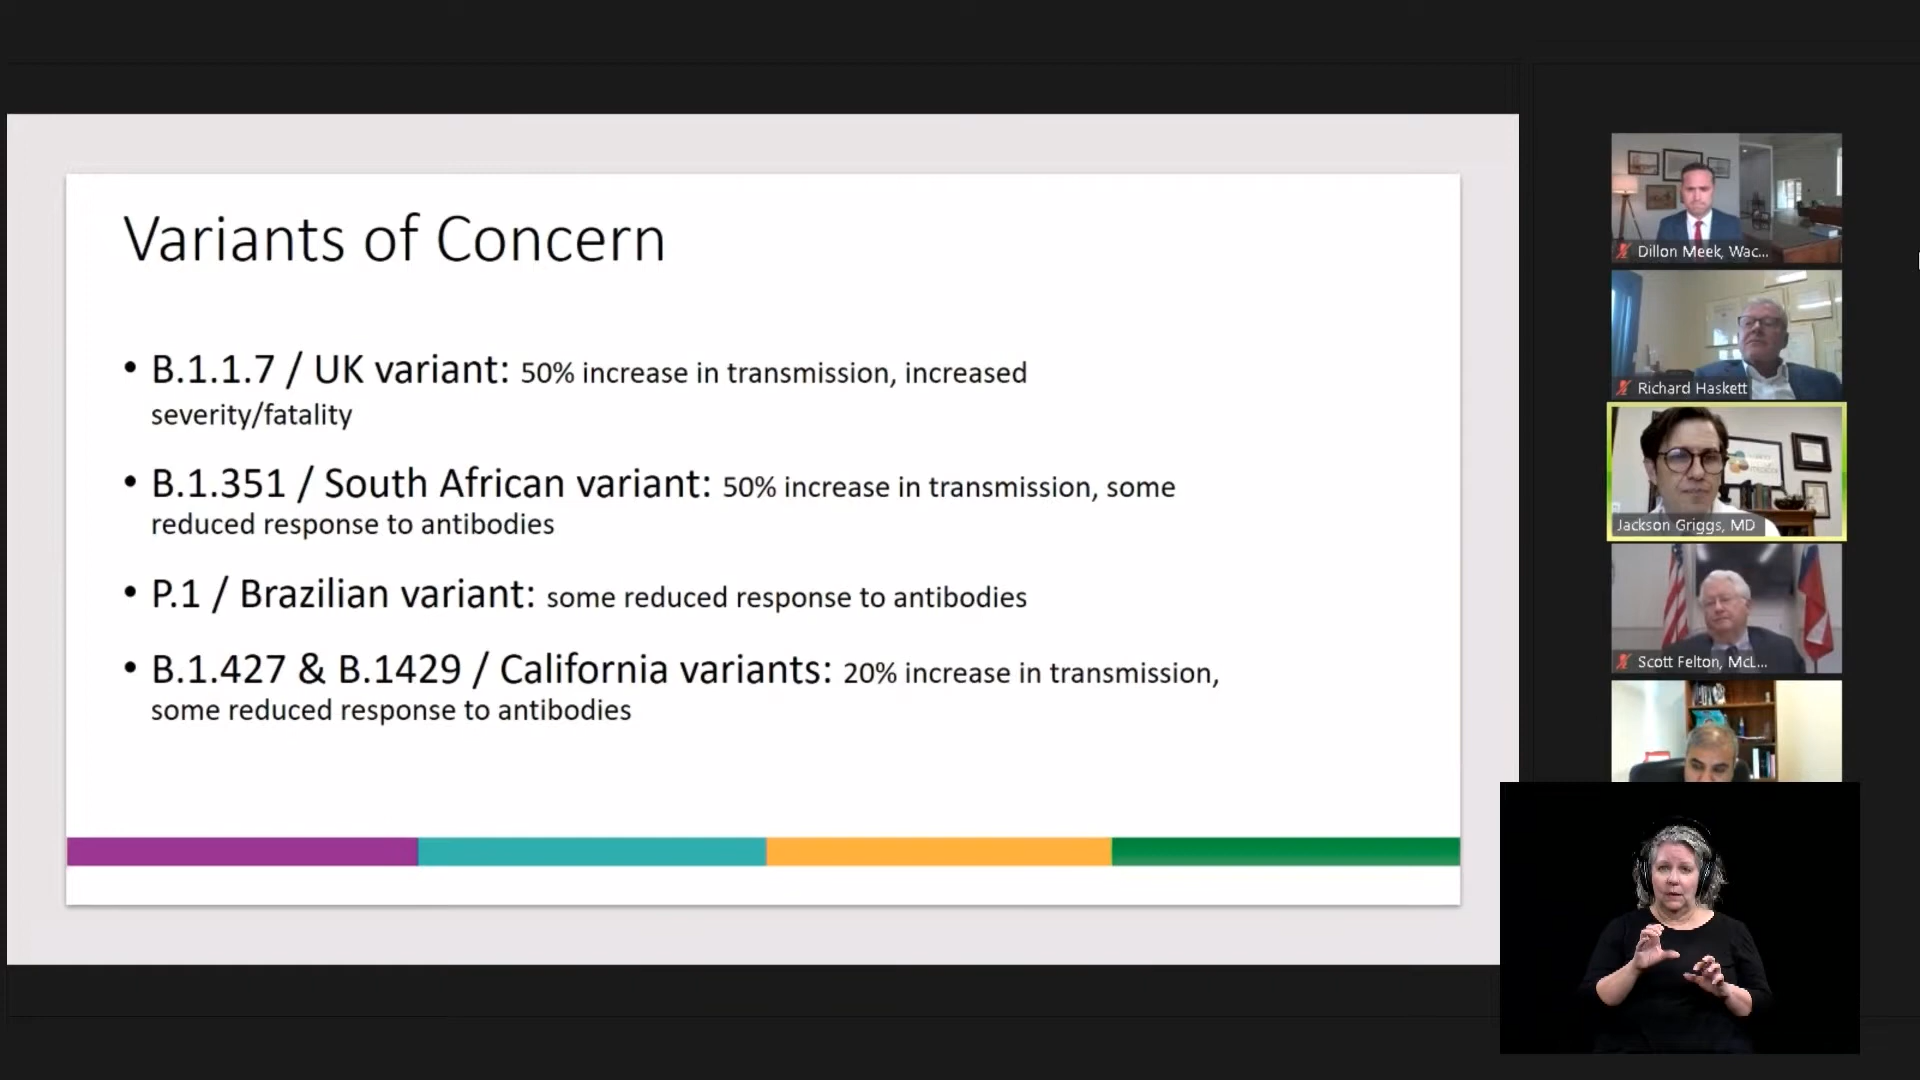 Variants of Concern
• B.1.1.7 / UK variant: 50% increase in transmission, increased
severity/fatality
• B.1.351 / South African variant: 50% increase in transmission, some
reduced response to antibodies
• P.1 / Brazilian variant: some reduced response to antibodies
• B.1.427 & B.1429 / California variants: 20% increase in transmission,
some reduced response to antibodies
Dillon Meek, Wac...
Richard Haskett
Jackson Griggs, MD
Scott Felton, McL...